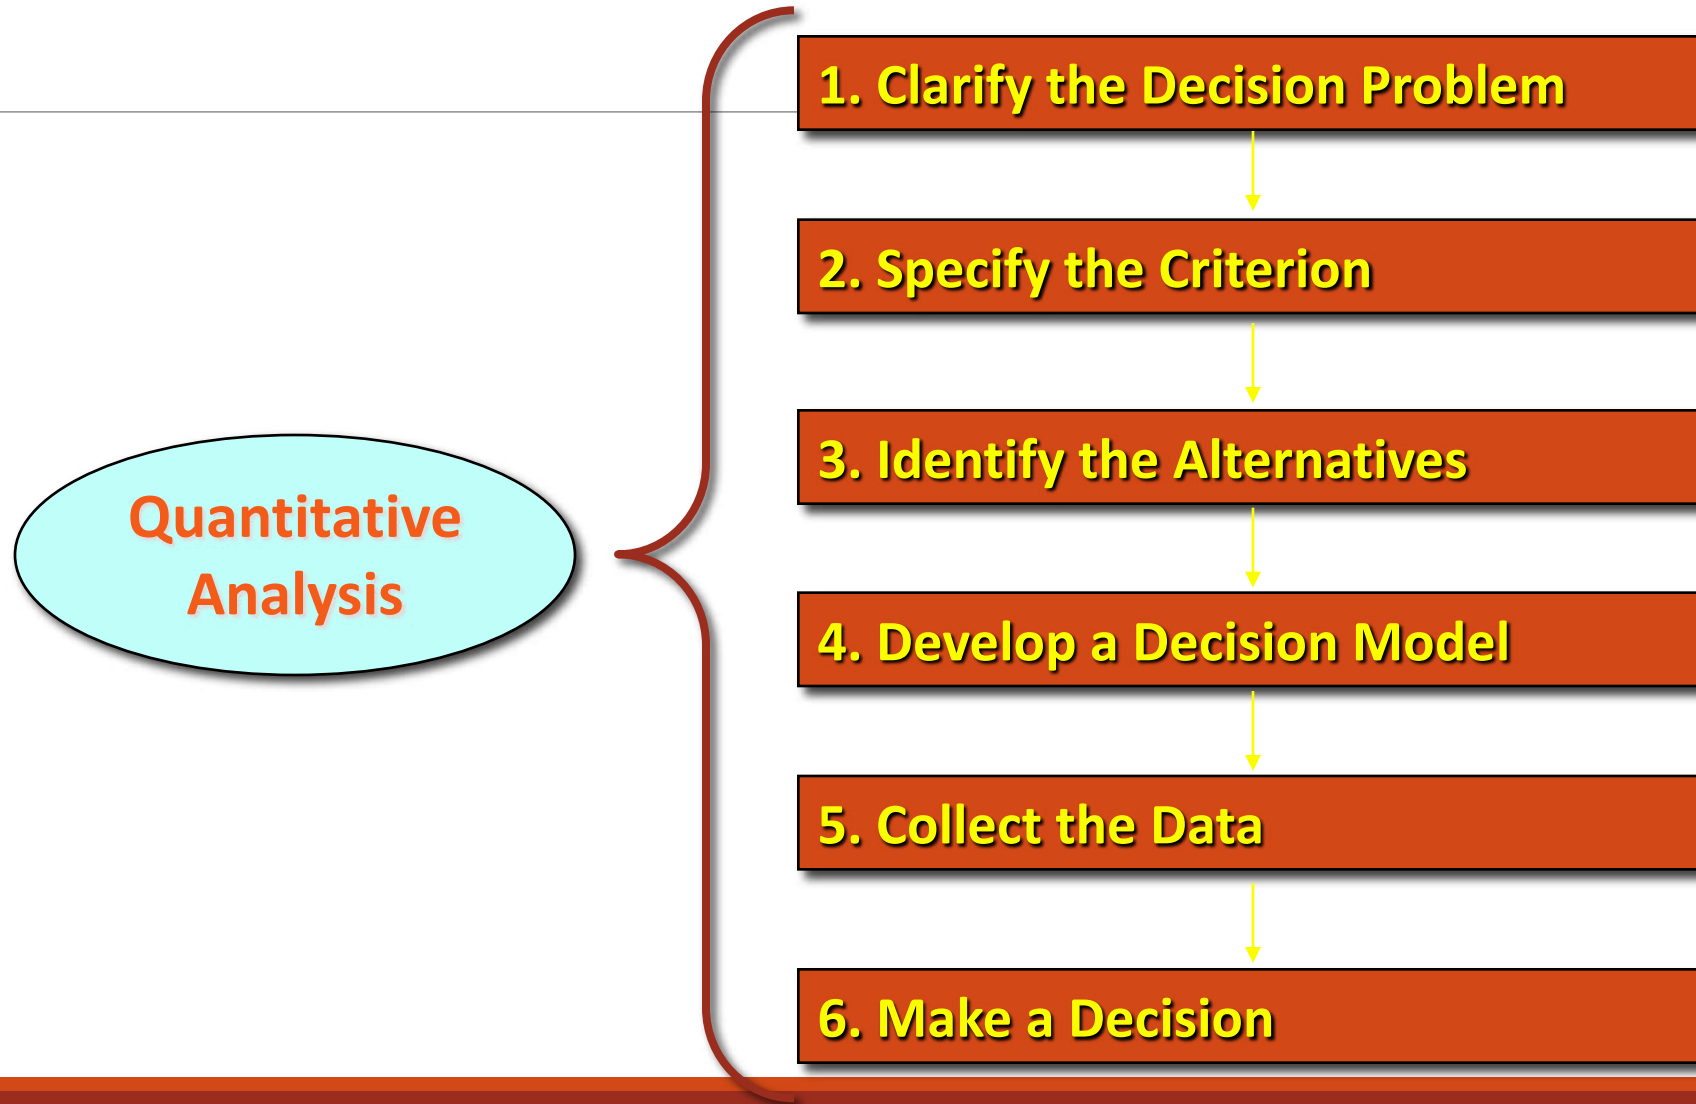 Quantitative
Analysis
1. Clarify the Decision Problem
2. Specify the Criterion
3. Identify the Alternatives
4. Develop a Decision Model
5. Collect the Data
6. Make a Decision